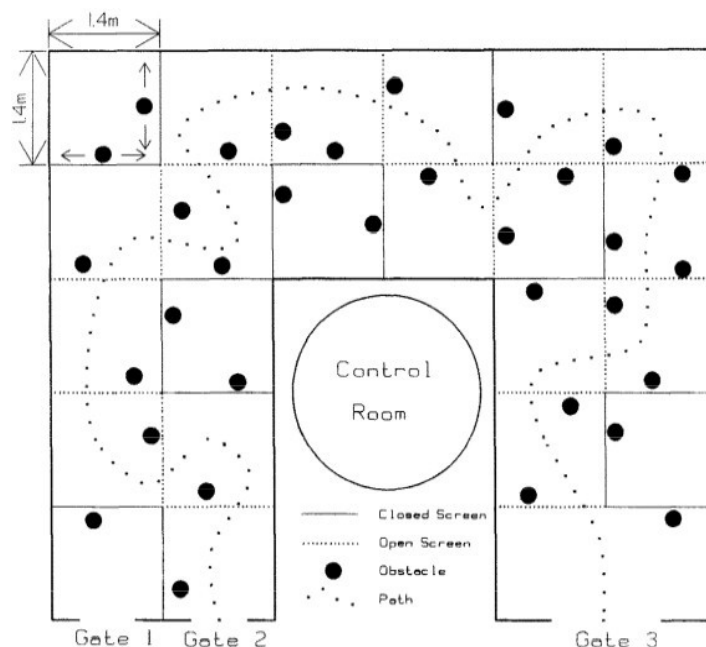 1.4m
1.4m
Control
Room
Closed Screen
Open Screen
Obstacle
Path
Gate 1 Gate 2 Gate 3